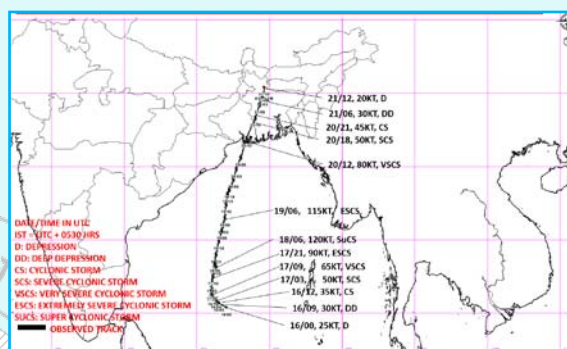 21/12, 20KT, D
21/06, 30KT, DD
20/21, 45KT, CS
20/18, 50KT, SCS
20/12, 80KT, VSCS
19/06, 115KT, ESCS
18/06, 120KT, SuCS
17/21, 90KT, ESCS
17/09, 65KT, VSCS
17/03, 50KT, SCS
16/12, 35KT, CS
16/09, 30KT, DD
16/00, 25KT, D
DATE/TIME IN UTC
IST = UTC + 0530 HRS
D: DEPRESSION
DD: DEEP DEPRESSION
CS: CYCLONIC STORM
SCS: SEVERE CYCLONIC STORM
VSCS: VERY SEVERE CYCLONIC STORM
ESCS: EXTREMELY SEVERE CYCLONIC STORM
SUCS: SUPER CYCLONIC STORM
OBSERVED TRACK